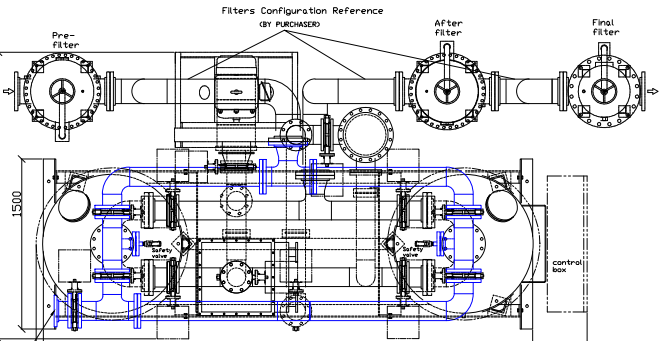 Filters Configuration Reference
(BY PURCHASER)
Pre-
filter
After
filter
Final
filter
1500
Safety
valve
Safety
valve
control
box